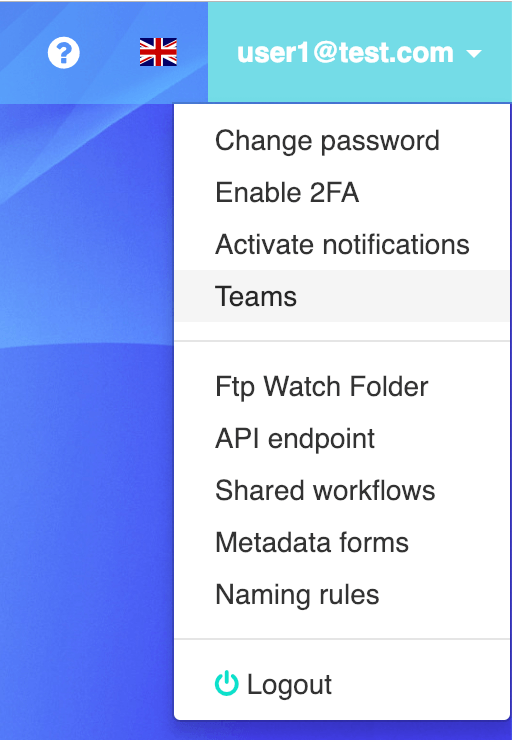 user1@test.com
Change password
Enable 2FA
Activate notifications
Teams
Ftp Watch Folder
API endpoint
Shared workflows
Metadata forms
Naming rules
Logout